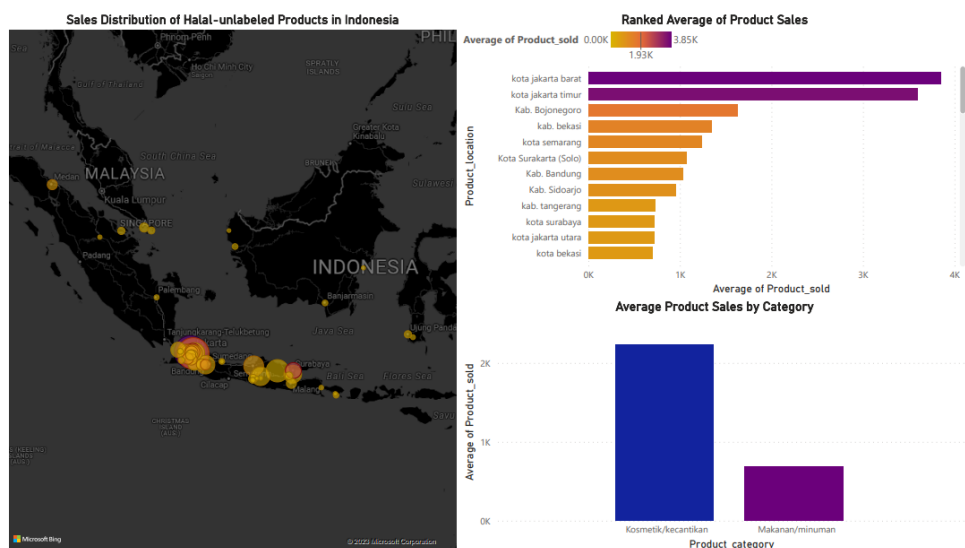 Sales Distribution of Halal-unlabeled Products in Indonesia
Phnom Penh
Ho Chi Minh City
Saigon
Gulf of Thailand
SPRATLY
ISLANDS
PHIL
Sulu Sea
Greater Kota
Kinabalu
South China Sea
BRUNEI
Sulawesi
Medan
MALAYSIA
Kuala Lumpur
SINGAPORE
Padang
INDONESIA
Palembang
Banjarmasin
Tanjungkarang-Telukbetung
Java Sea
Ujung Panda
Sumedang
Bandung
Surabaya
Cilacap
Malang
Bali Sea
Flores Sea
CHRISTMAS
ISLAND
(AUS.)
(KEELING)
ISLANDS
Microsoft Bing
© 2023 Microsoft Corporation
Ranked Average of Product Sales
Average of Product_sold 0.00K 3.85K
1.93K
Product_location
kota jakarta barat
kota jakarta timur
Kab. Bojonegoro
kab. bekasi
kota semarang
Kota Surakarta (Solo)
Kab. Bandung
Kab. Sidoarjo
kab. tangerang
kota surabaya
kota jakarta utara
kota bekasi
0K 1K 2K 3K 4K
Average of Product_sold
Average Product Sales by Category
Average of Product_sold
2K
1K
0K
Kosmetik/kecantikan Makanan/minuman
Product_category